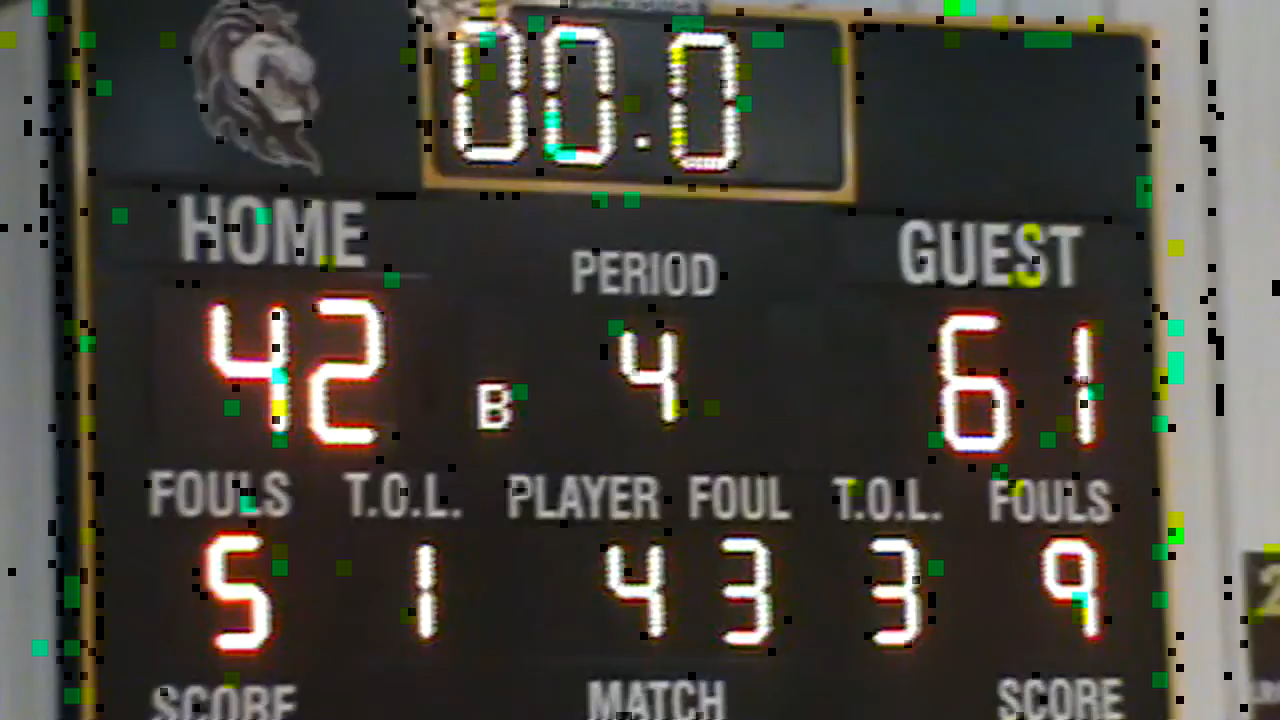 00.0
HOME PERIOD GUEST
42 B 4 61
FOULS T.O.L. PLAYER FOUL T.O.L. FOULS
5 1 4 3 3 9
SCORE MATCH SCORE